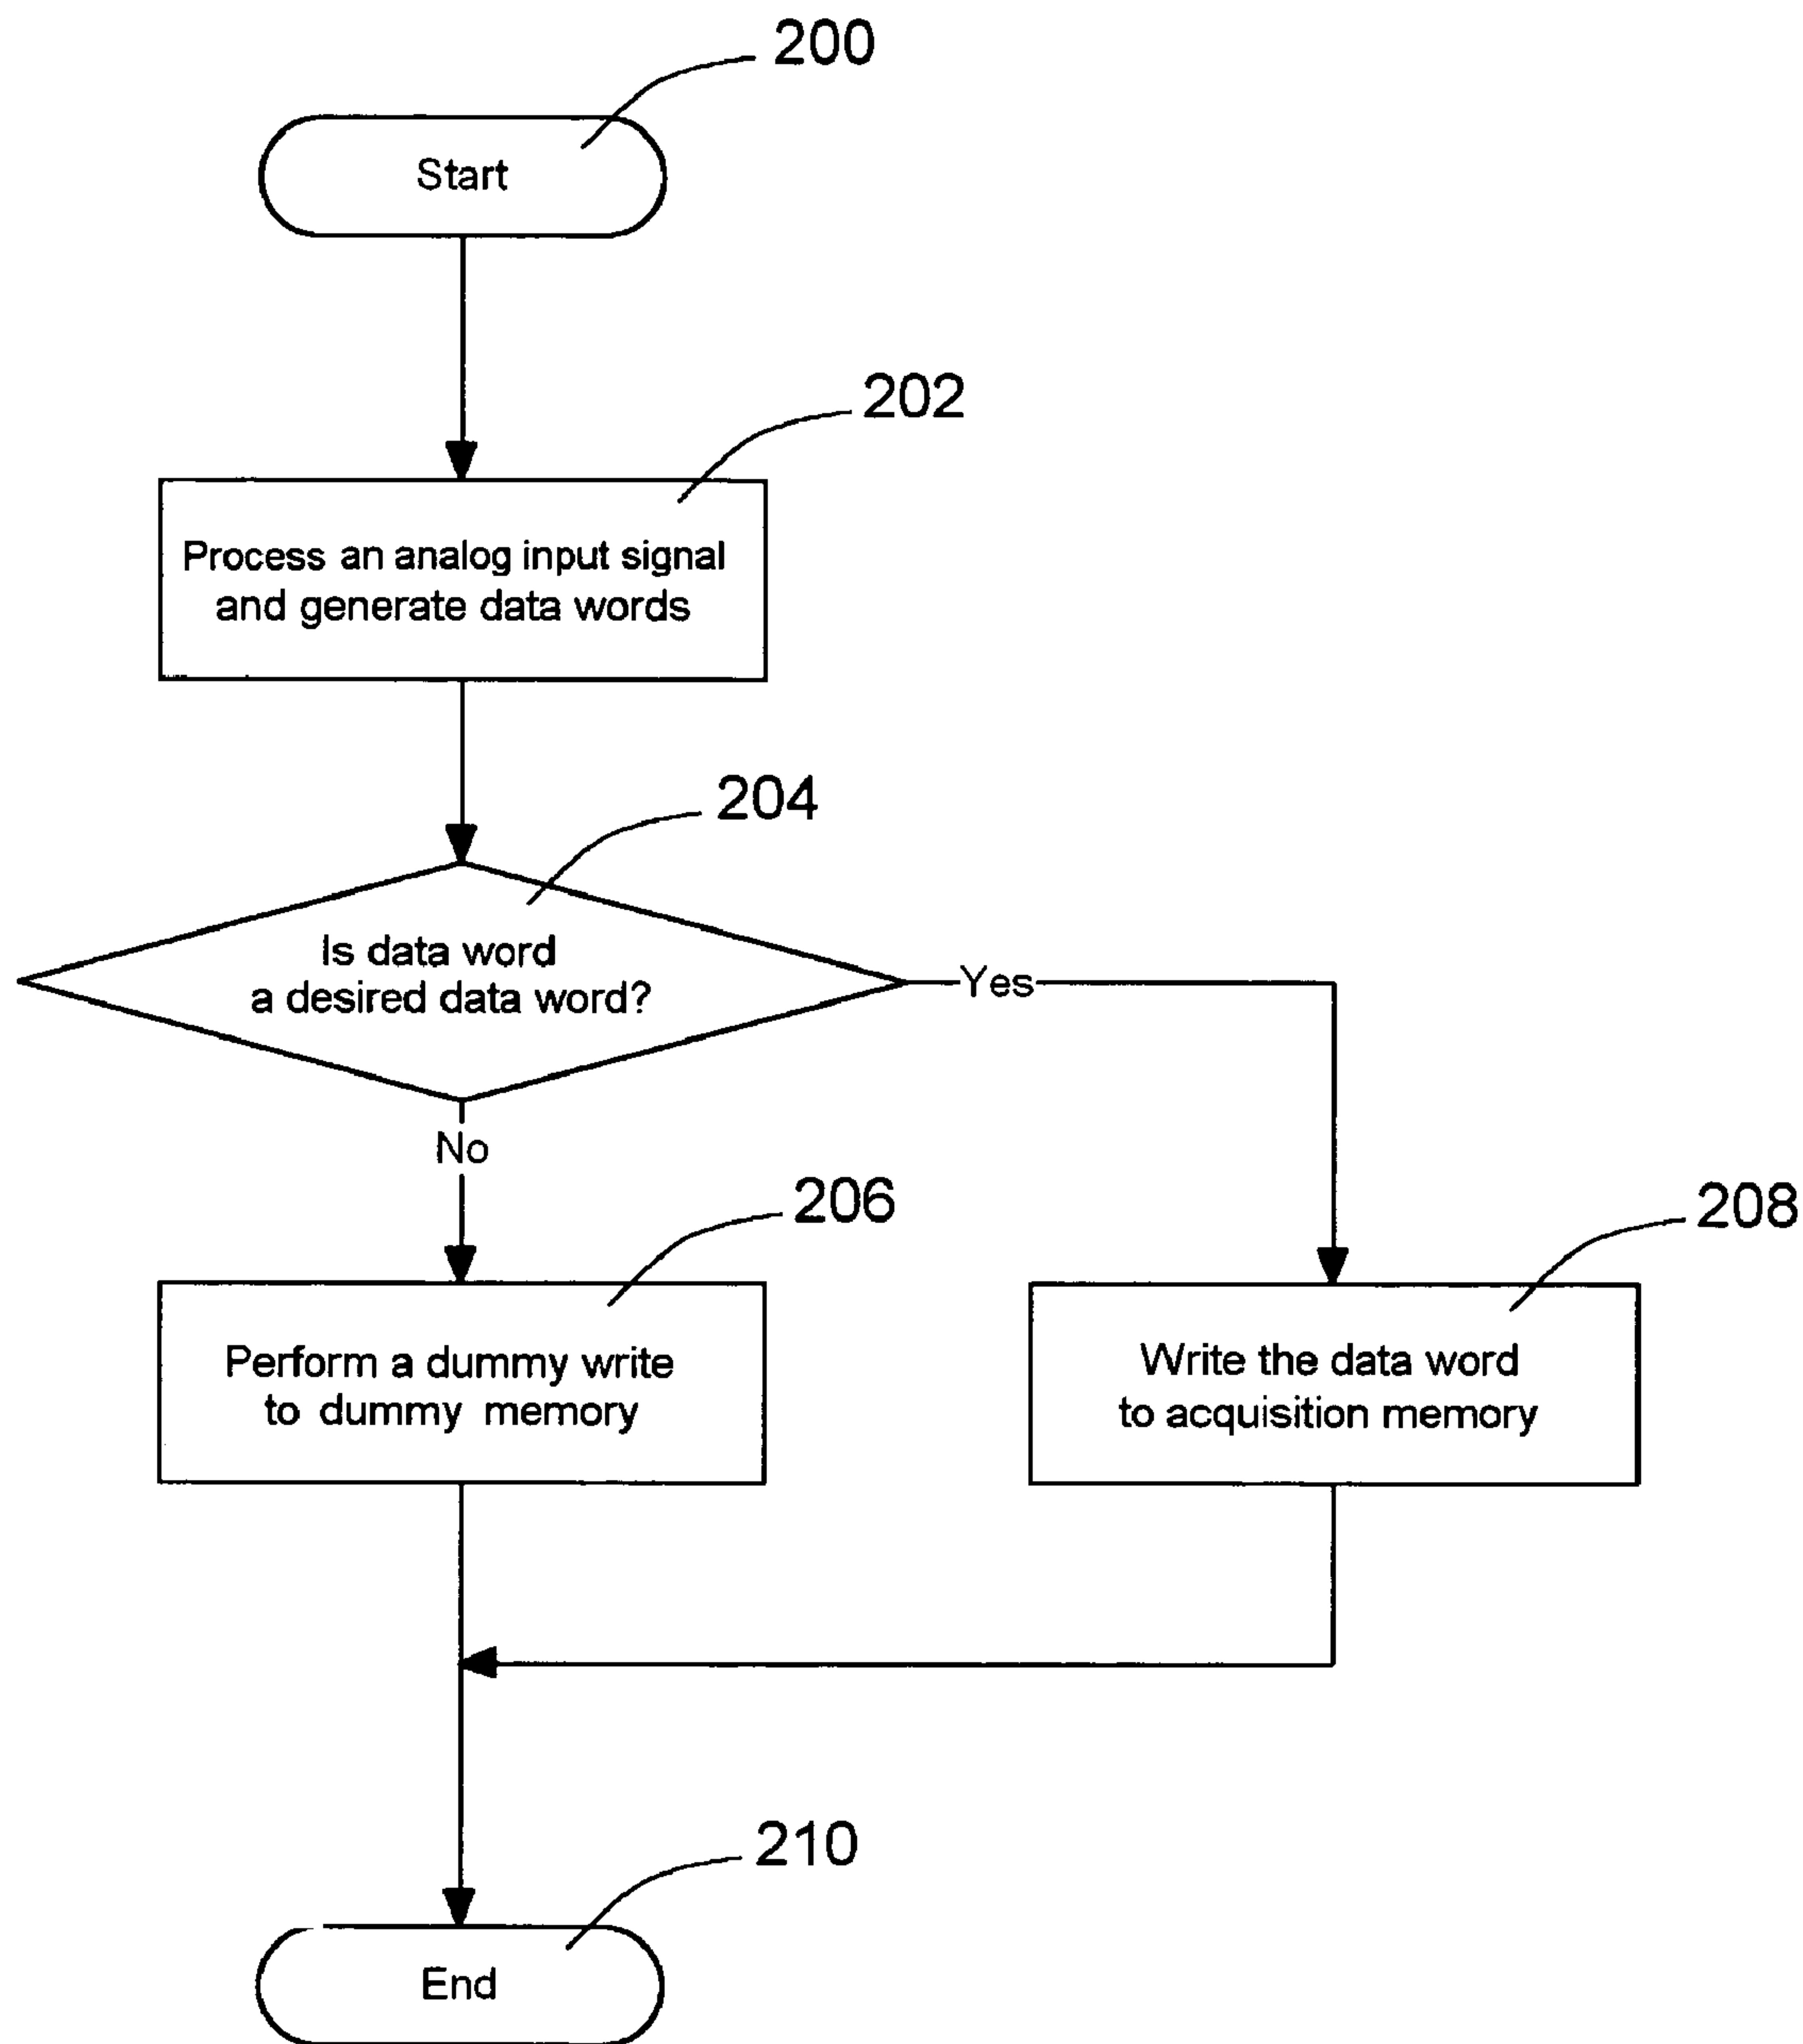 200
Start
202
Process an analog input signal
and generate data words
204
Is data word
a desired data word?
Yes
No
206
208
Perform a dummy write
to dummy memory
Write the data word
to acquisition memory
210
End